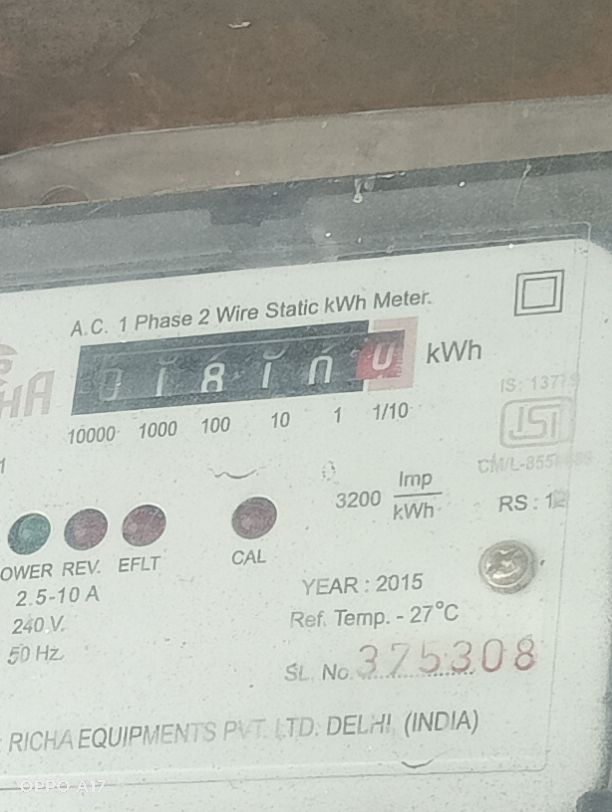 A.C. 1 Phase 2 Wire Static kWh Meter.
kWh
10000 1000 100 10 1 1/10
3200 Imp
kWh
RS : 12
POWER REV. EFLT CAL
2.5-10 A
240 V.
50 Hz.
YEAR : 2015
Ref. Temp. - 27°C
SL. No. 375308
RICHA EQUIPMENTS PVT. LTD. DELHI (INDIA)
OPPO A17